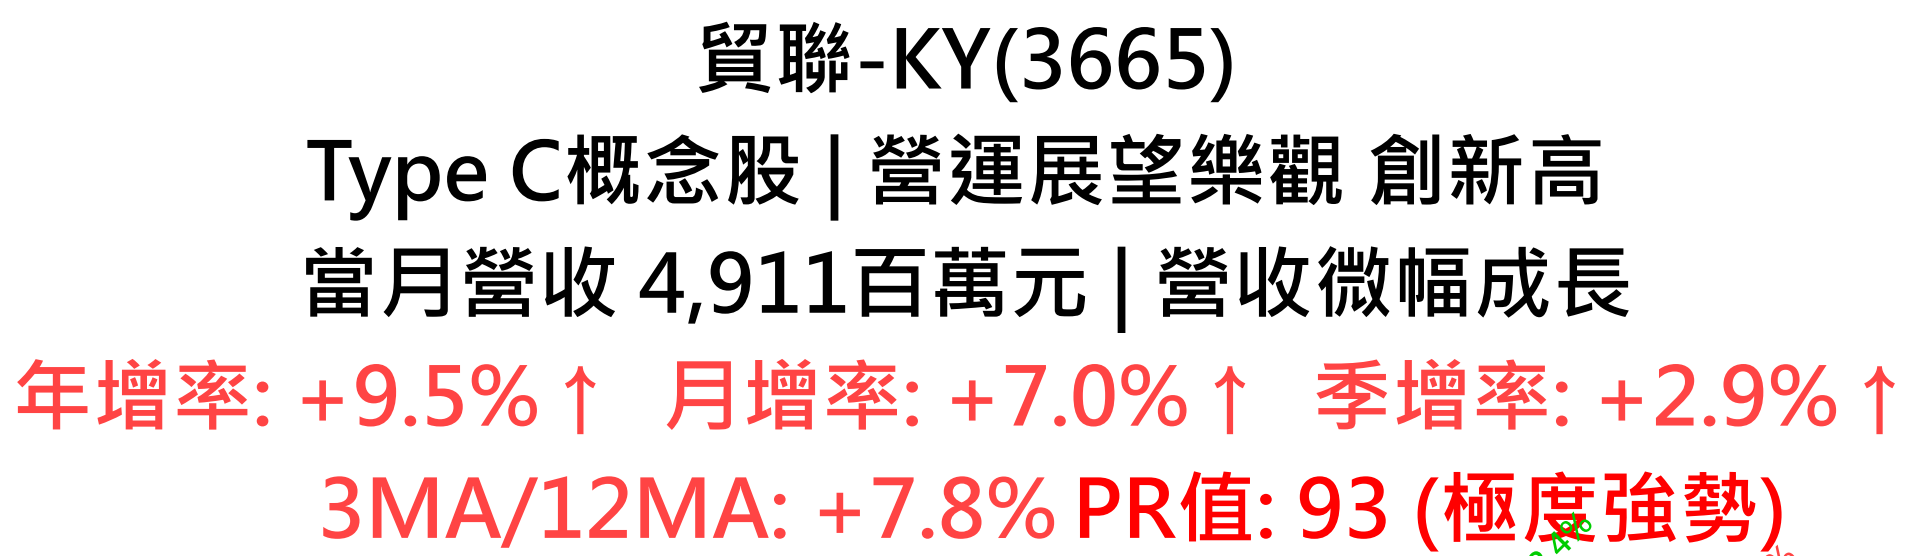 貿聯-KY(3665)
Type C概念股 | 營運展望樂觀 創新高
當月營收 4,911百萬元 | 營收微幅成長
年增率: +9.5%↑ 月增率: +7.0%↑ 季增率: +2.9%↑
3MA/12MA: +7.8% PR值: 93 (極度強勢)